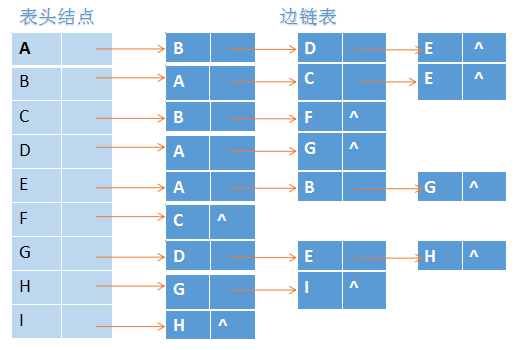 表头结点 边链表
A B D E ^
B A C E ^
C B F ^
D A G ^
E A B G ^
F C ^
G D E H ^
H G I ^
I H ^